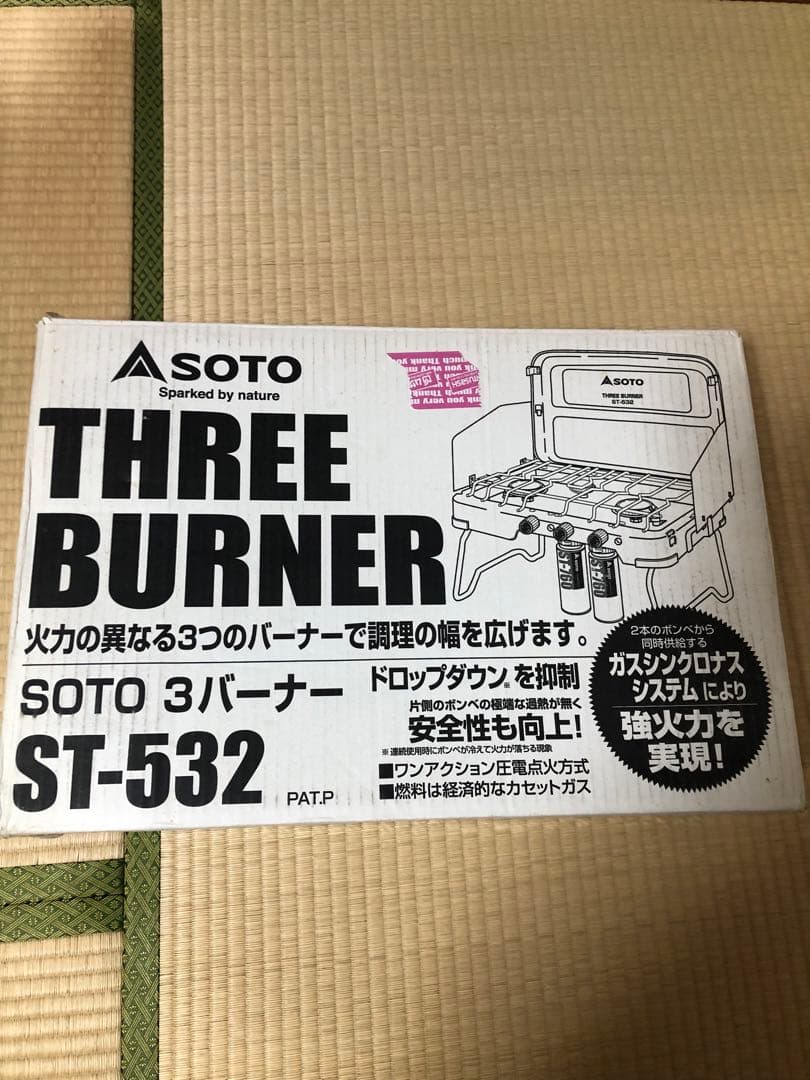 SOTO
Sparked by nature
THREE
BURNER
火力の異なる3つのバーナーで調理の幅を広げます。
SOTO 3バーナー
ST-532
PAT.P
ドロップダウン※を抑制
片側のボンベの極端な過熱が無く
安全性も向上!
※連続使用時にボンベが冷えて火力が落ちる現象
■ワンアクション圧電点火方式
■燃料は経済的なカセットガス
SOTO
THREE BURNER
ST-532
ST-760
2本のボンベから
同時供給する
ガスシンクロナス
システムにより
強火力を
実現!